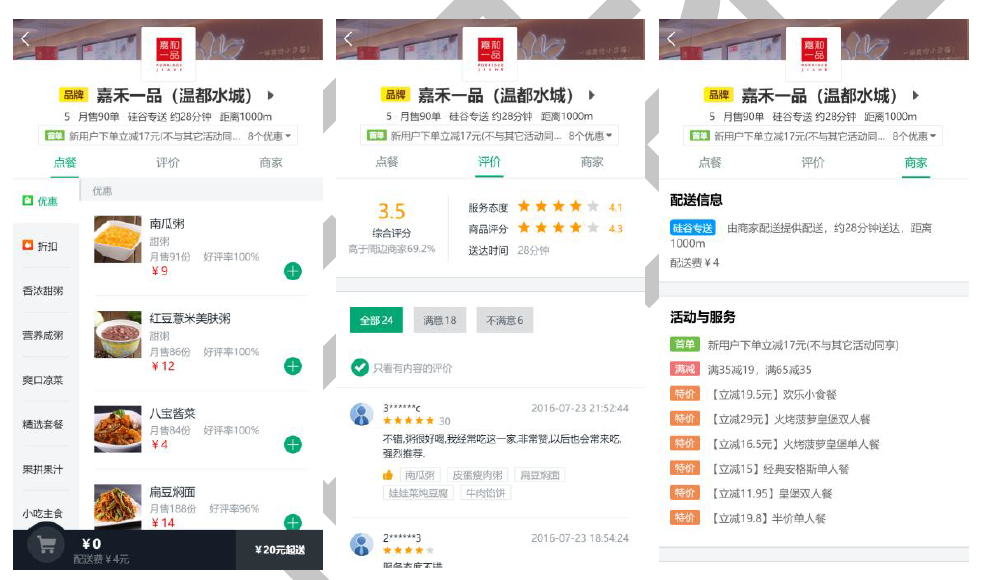 嘉和
一品
PORRIDGE
JIAHE
品牌 嘉禾一品（温都水城）
5 月售90单 硅谷专送 约28分钟 距离1000m
首单 新用户下单立减17元(不与其它活动同... 8个优惠
点餐 评价 商家
优惠
优惠
折扣
香浓甜粥
营养咸粥
爽口凉菜
精选套餐
果拼果汁
小吃主食
南瓜粥
甜粥
月售91份 好评率100%
¥9
红豆薏米美肤粥
甜粥
月售86份 好评率100%
¥12
八宝酱菜
月售84份 好评率100%
¥4
扁豆焖面
月售188份 好评率96%
¥14
¥0
配送费¥4元
¥20元起送
嘉和
一品
PORRIDGE
JIAHE
品牌 嘉禾一品（温都水城）
5 月售90单 硅谷专送 约28分钟 距离1000m
首单 新用户下单立减17元(不与其它活动同... 8个优惠
点餐 评价 商家
3.5
综合评分
高于周边商家69.2%
服务态度 4.1
商品评分 4.3
送达时间 28分钟
全部24 满意18 不满意6
只看有内容的评价
3******c 2016-07-23 21:52:44
30
不错,粥很好喝,我经常吃这一家,非常赞,以后也会常来吃,
强烈推荐.
南瓜粥 皮蛋瘦肉粥 扁豆焖面
娃娃菜炖豆腐 牛肉馅饼
2******3 2016-07-23 18:54:24
服务态度不错
嘉和
一品
PORRIDGE
JIAHE
品牌 嘉禾一品（温都水城）
5 月售90单 硅谷专送 约28分钟 距离1000m
首单 新用户下单立减17元(不与其它活动同... 8个优惠
点餐 评价 商家
配送信息
硅谷专送 由商家配送提供配送，约28分钟送达，距离
1000m
配送费¥4
活动与服务
首单 新用户下单立减17元(不与其它活动同享)
满减 满35减19，满65减35
特价 【立减19.5元】欢乐小食餐
特价 【立减29元】火烤菠萝皇堡双人餐
特价 【立减16.5元】火烤菠萝皇堡单人餐
特价 【立减15】经典安格斯单人餐
特价 【立减11.95】皇堡双人餐
特价 【立减19.8】半价单人餐